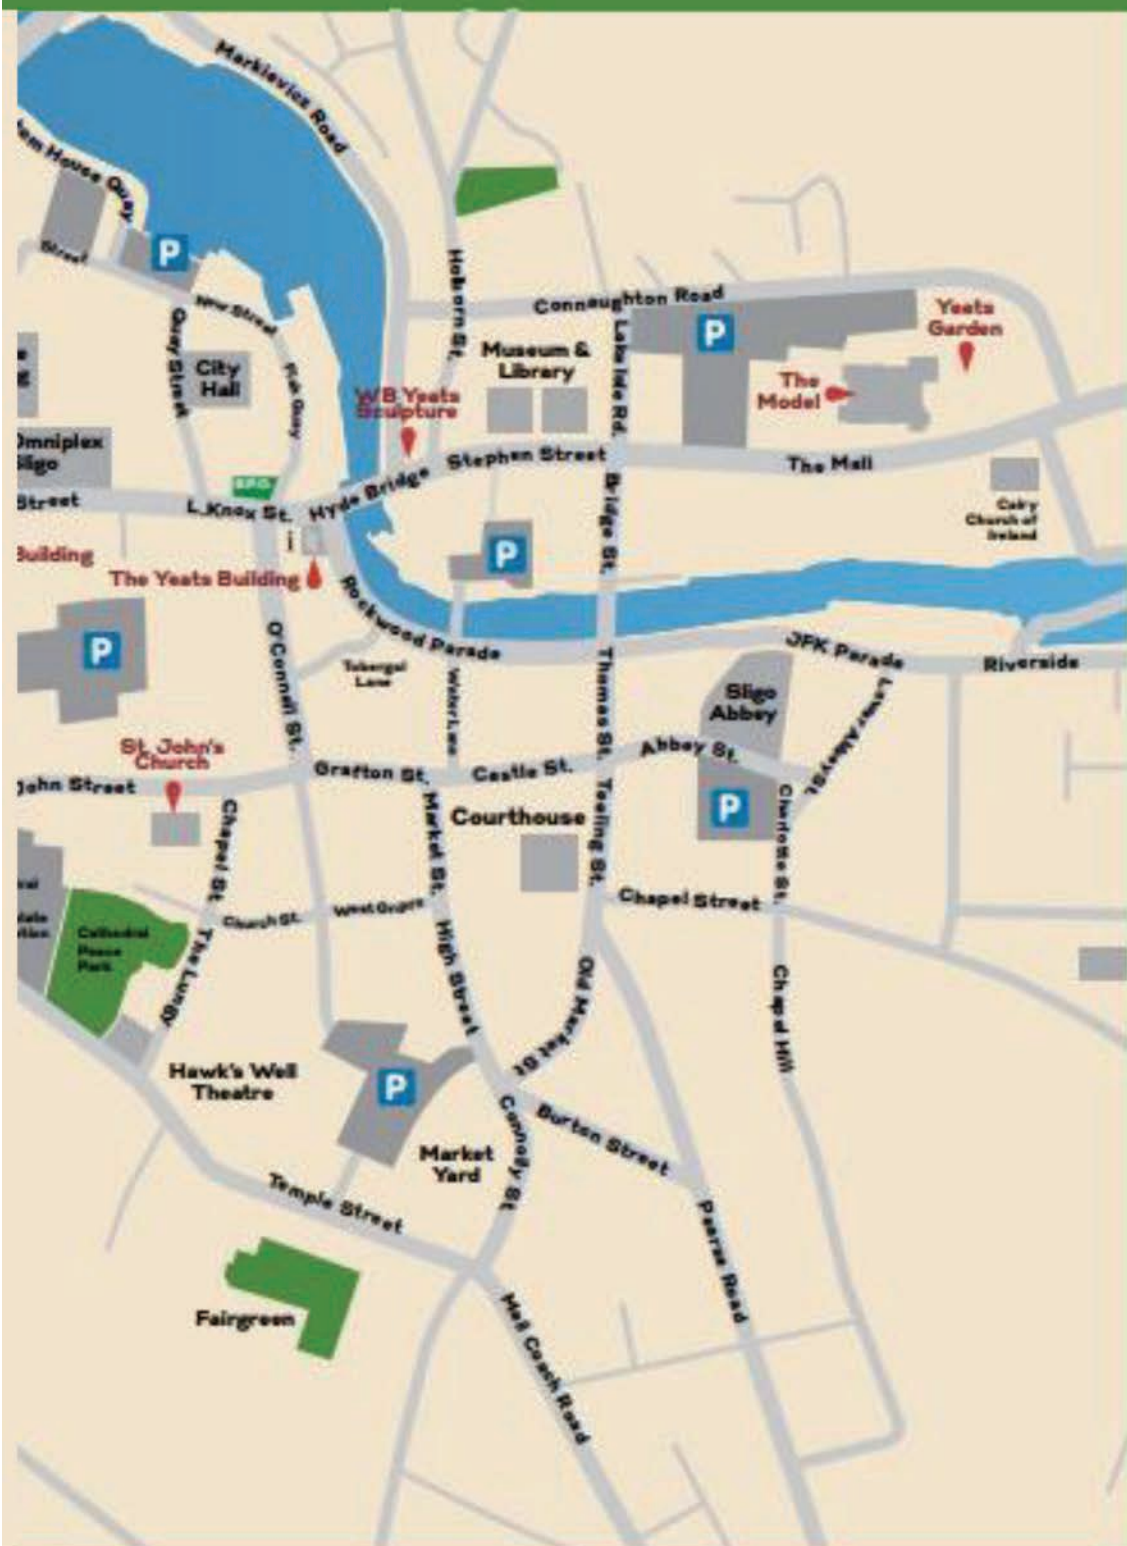 Markievicz Road
House Quay
P
Street
New Street
Quay Street
Fish Quay
City
Hall
Holborn St.
Connaughton Road
P
Lake Isle Rd.
Yeats
Garden
Museum &
Library
The
Model
WB Yeats
Sculpture
Omniplex
Sligo
Stephen Street
The Mall
Street
L.Knox St.
Hyde Bridge
Bridge St.
Calry
Church of
Ireland
Building
The Yeats Building
i
P
Rockwood Parade
P
O'Connell St.
Tobergal
Lane
Water Lane
Thomas St.
JFK Parade
Riverside
Lower Abbey St.
Sligo
Abbey
St. John's
Church
John Street
Grafton St.
Castle St.
Abbey St.
Teeling St.
P
Charlotte St.
Chapel St.
Market St.
Courthouse
Chapel Street
Church St.
Cathedral
Peace
Park
The Lungy
High Street
Old Market St
Chapel Hill
Hawk's Well
Theatre
P
Market
Yard
Connolly St.
Burton Street
Temple Street
Pearse Road
Fairgreen
Mail Coach Road